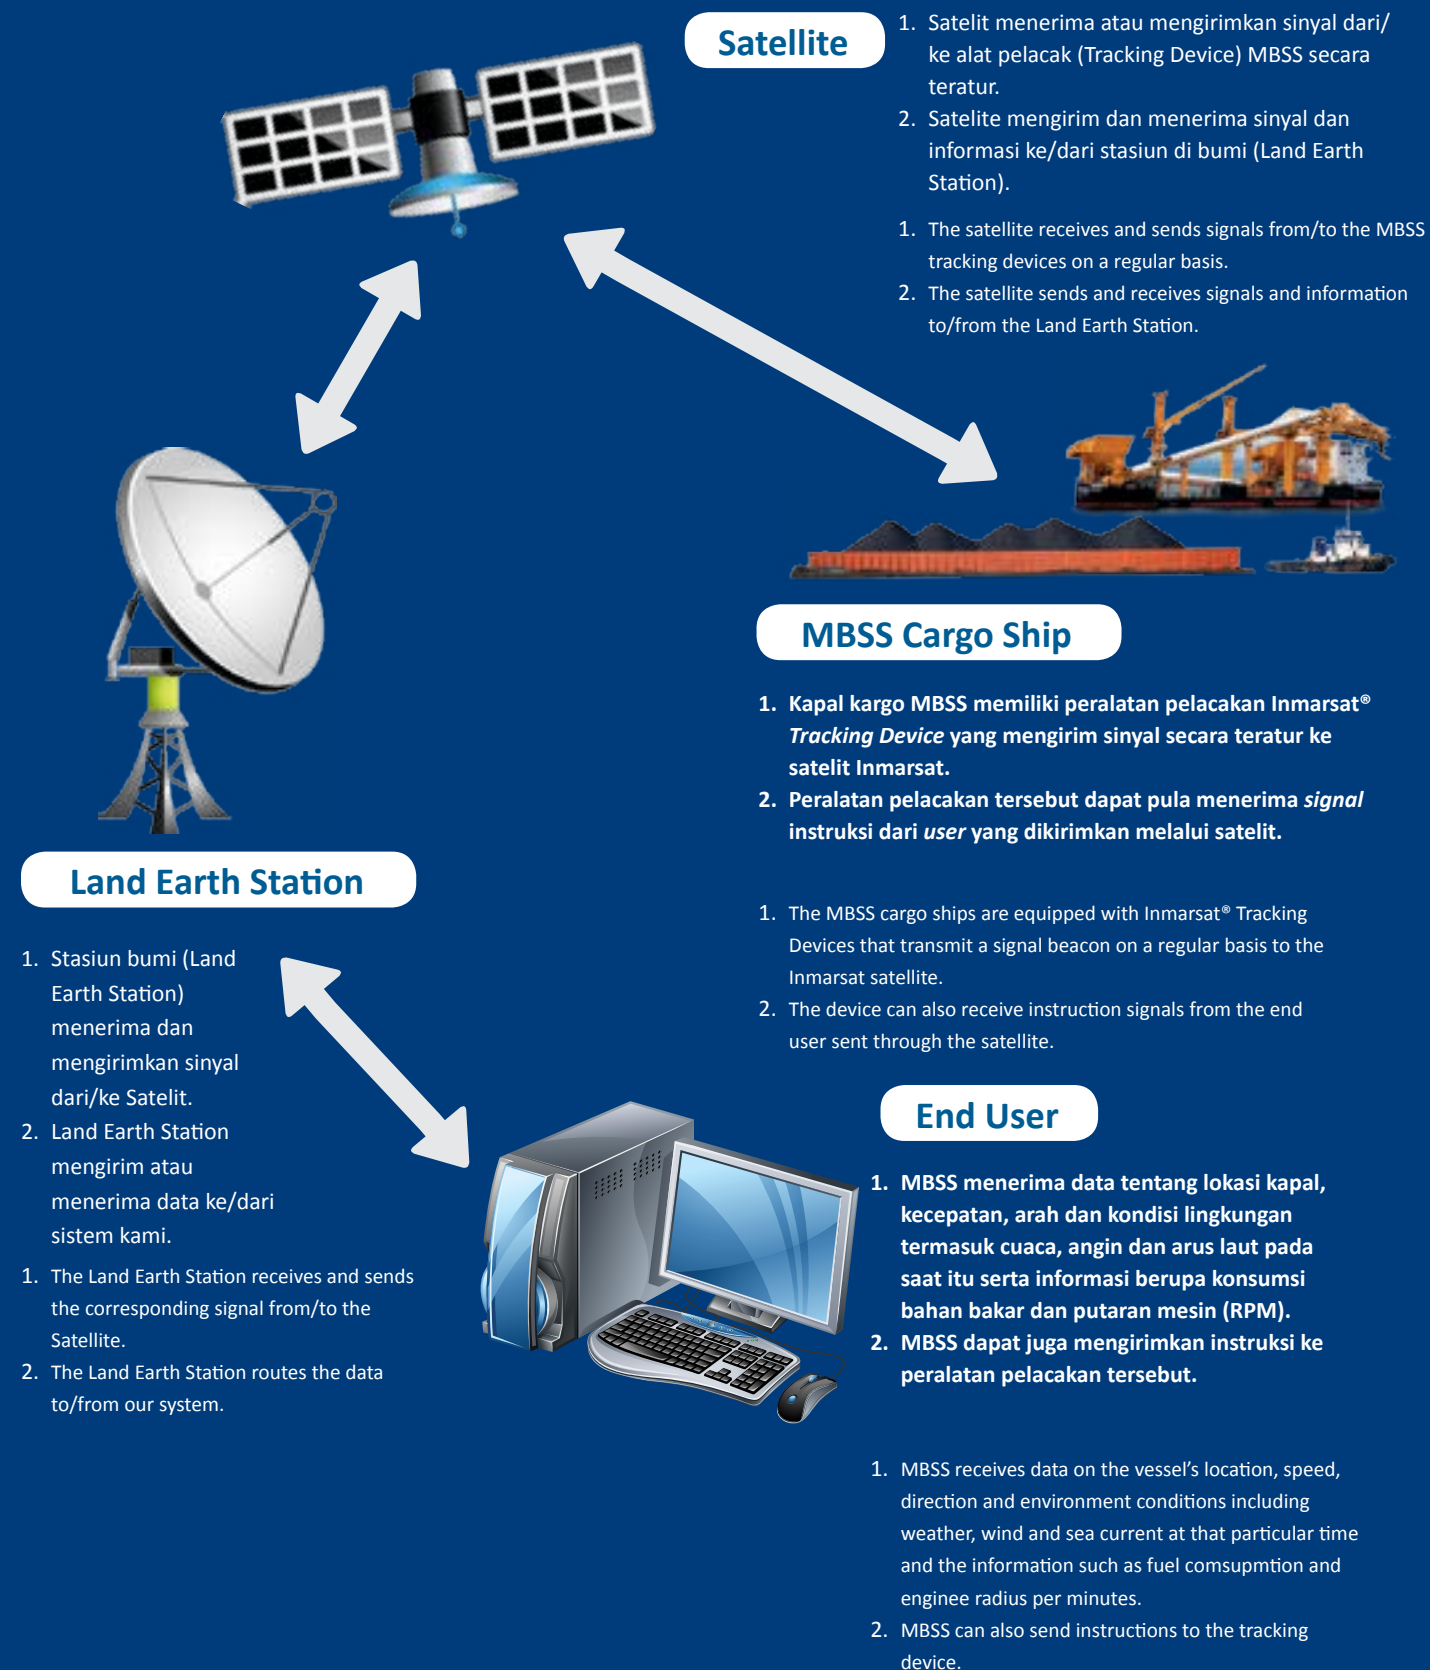 Satellite
1. Satelit menerima atau mengirimkan sinyal dari/
ke alat pelacak (Tracking Device) MBSS secara
teratur.
2. Satelite mengirim dan menerima sinyal dan
informasi ke/dari stasiun di bumi (Land Earth
Station).
1. The satellite receives and sends signals from/to the MBSS
tracking devices on a regular basis.
2. The satellite sends and receives signals and information
to/from the Land Earth Station.
MBSS Cargo Ship
1. Kapal kargo MBSS memiliki peralatan pelacakan Inmarsat®
Tracking Device yang mengirim sinyal secara teratur ke
satelit Inmarsat.
2. Peralatan pelacakan tersebut dapat pula menerima signal
instruksi dari user yang dikirimkan melalui satelit.
1. The MBSS cargo ships are equipped with Inmarsat® Tracking
Devices that transmit a signal beacon on a regular basis to the
Inmarsat satellite.
2. The device can also receive instruction signals from the end
user sent through the satellite.
Land Earth Station
1. Stasiun bumi (Land
Earth Station)
menerima dan
mengirimkan sinyal
dari/ke Satelit.
2. Land Earth Station
mengirim atau
menerima data ke/dari
sistem kami.
1. The Land Earth Station receives and sends
the corresponding signal from/to the
Satellite.
2. The Land Earth Station routes the data
to/from our system.
End User
1. MBSS menerima data tentang lokasi kapal,
kecepatan, arah dan kondisi lingkungan
termasuk cuaca, angin dan arus laut pada
saat itu serta informasi berupa konsumsi
bahan bakar dan putaran mesin (RPM).
2. MBSS dapat juga mengirimkan instruksi ke
peralatan pelacakan tersebut.
1. MBSS receives data on the vessel’s location, speed,
direction and environment conditions including
weather, wind and sea current at that particular time
and the information such as fuel comsupmtion and
enginee radius per minutes.
2. MBSS can also send instructions to the tracking
device.